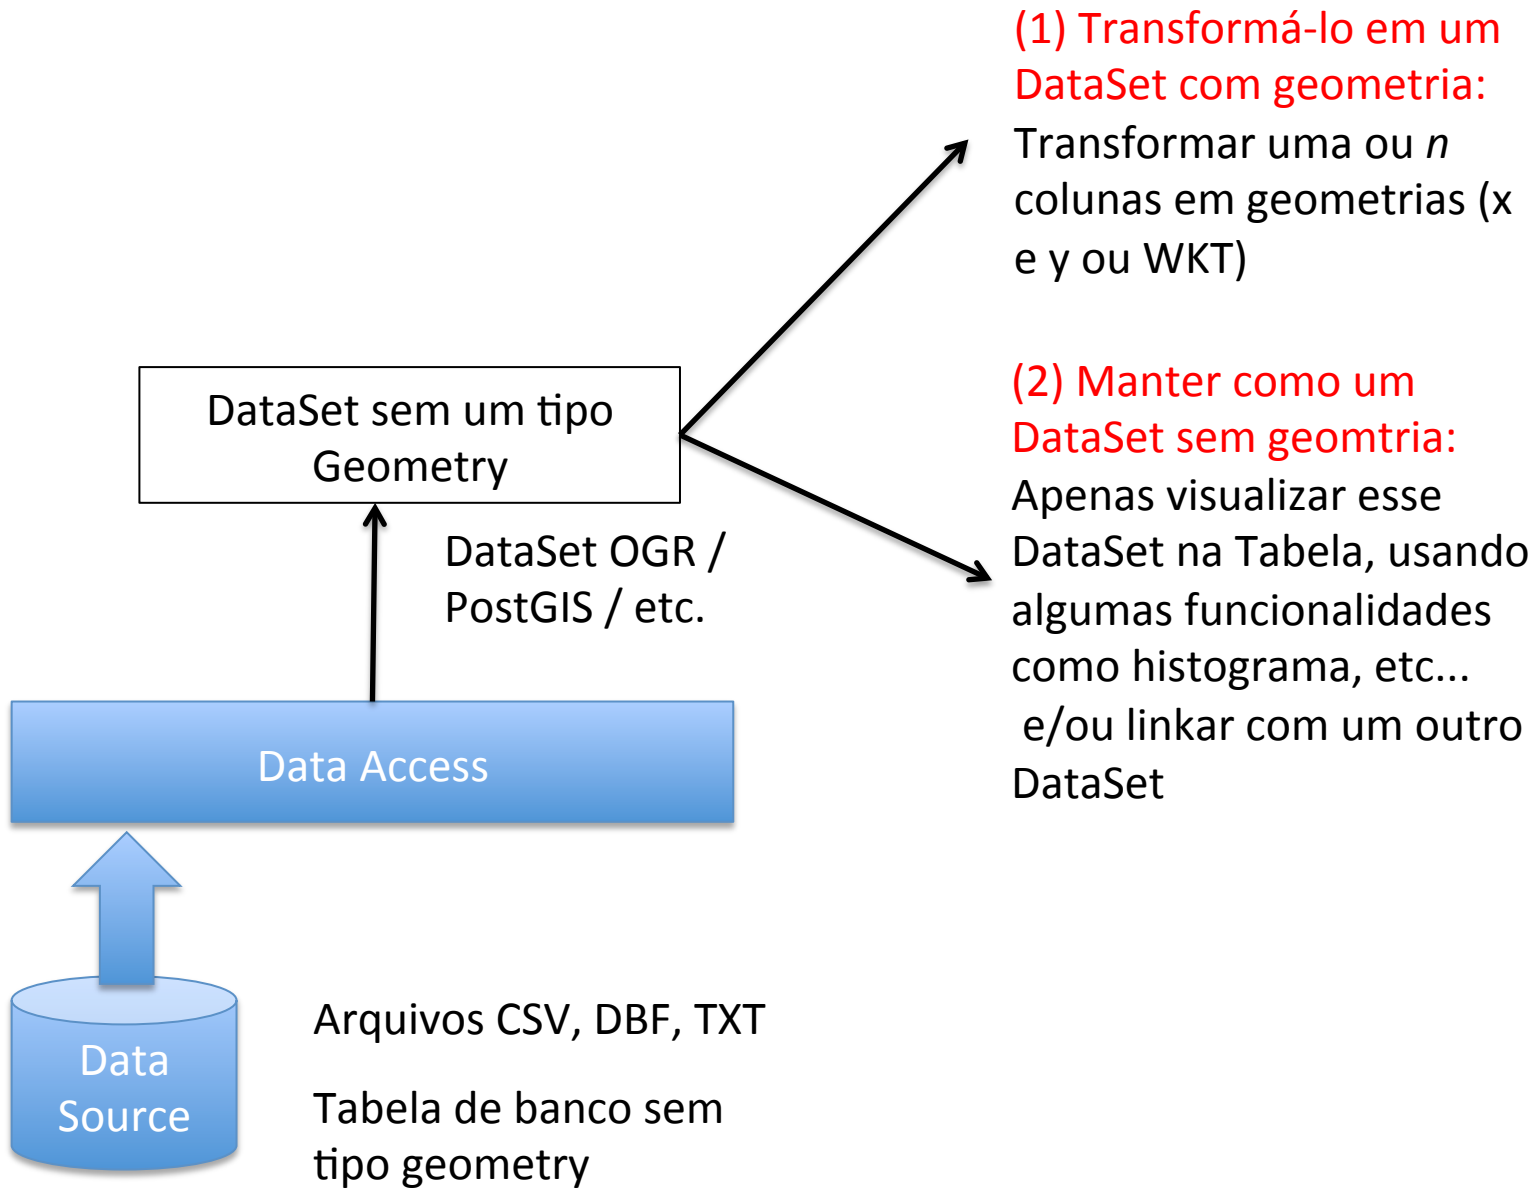 (1) Transformá-lo em um
DataSet com geometria:
Transformar uma ou n
colunas em geometrias (x
e y ou WKT)
(2) Manter como um
DataSet sem geomtria:
Apenas visualizar esse
DataSet na Tabela, usando
algumas funcionalidades
como histograma, etc...
e/ou linkar com um outro
DataSet
DataSet sem um tipo
Geometry
DataSet OGR /
PostGIS / etc.
Data Access
Data
Source
Arquivos CSV, DBF, TXT
Tabela de banco sem
tipo geometry